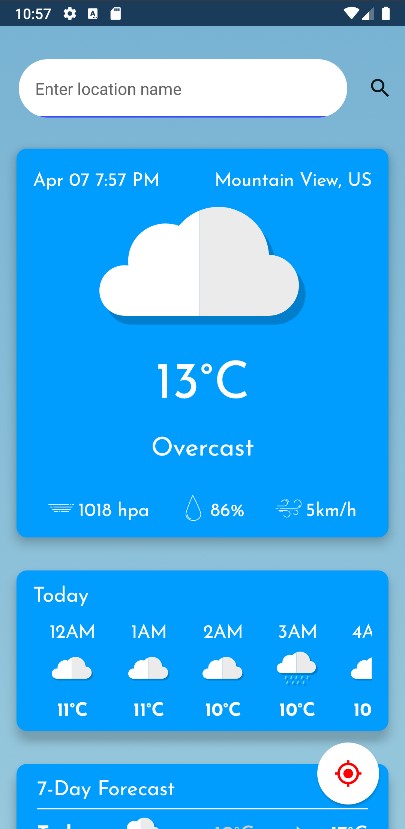 10:57
Enter location name
Apr 07 7:57 PM Mountain View, US
13°C
Overcast
1018 hpa 86% 5km/h
Today
12AM 1AM 2AM 3AM 4A
11°C 11°C 10°C 10°C 10
7-Day Forecast